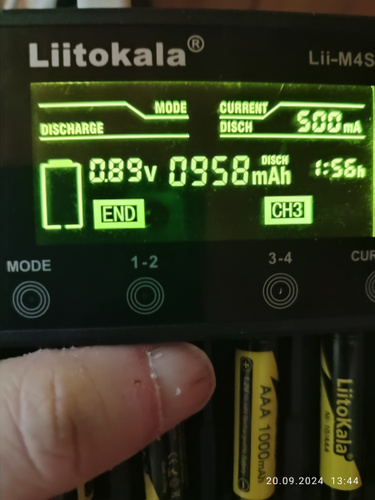 Liitokala®
Lii-M4S
MODE
DISCHARGE
CURRENT
DISCH 500mA
0.89v 0958 DISCH mAh 1:56h
END
CH3
MODE 1-2 3-4 CUR
AAA 1000mAh
LiitoKala®
20.09.2024 13:44